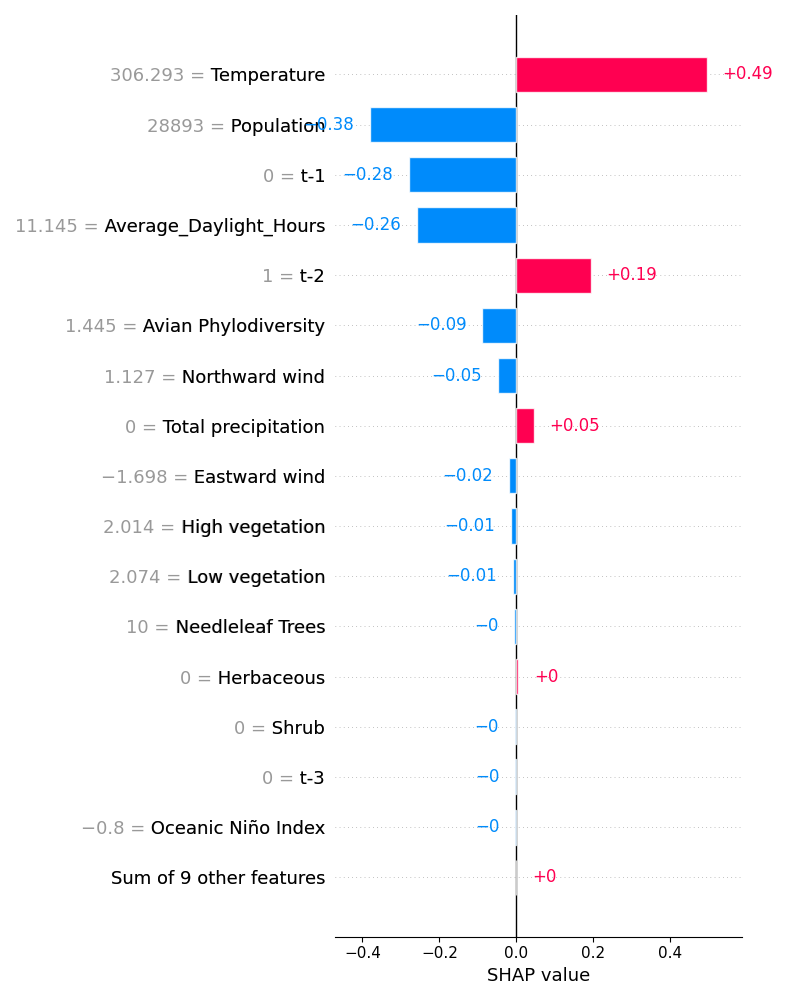 306.293 = Temperature +0.49
28893 = Population −0.38
0 = t-1 −0.28
11.145 = Average_Daylight_Hours −0.26
1 = t-2 +0.19
1.445 = Avian Phylodiversity −0.09
1.127 = Northward wind −0.05
0 = Total precipitation +0.05
−1.698 = Eastward wind −0.02
2.014 = High vegetation −0.01
2.074 = Low vegetation −0.01
10 = Needleleaf Trees −0
0 = Herbaceous +0
0 = Shrub −0
0 = t-3 −0
−0.8 = Oceanic Niño Index −0
Sum of 9 other features +0
−0.4 −0.2 0.0 0.2 0.4
SHAP value